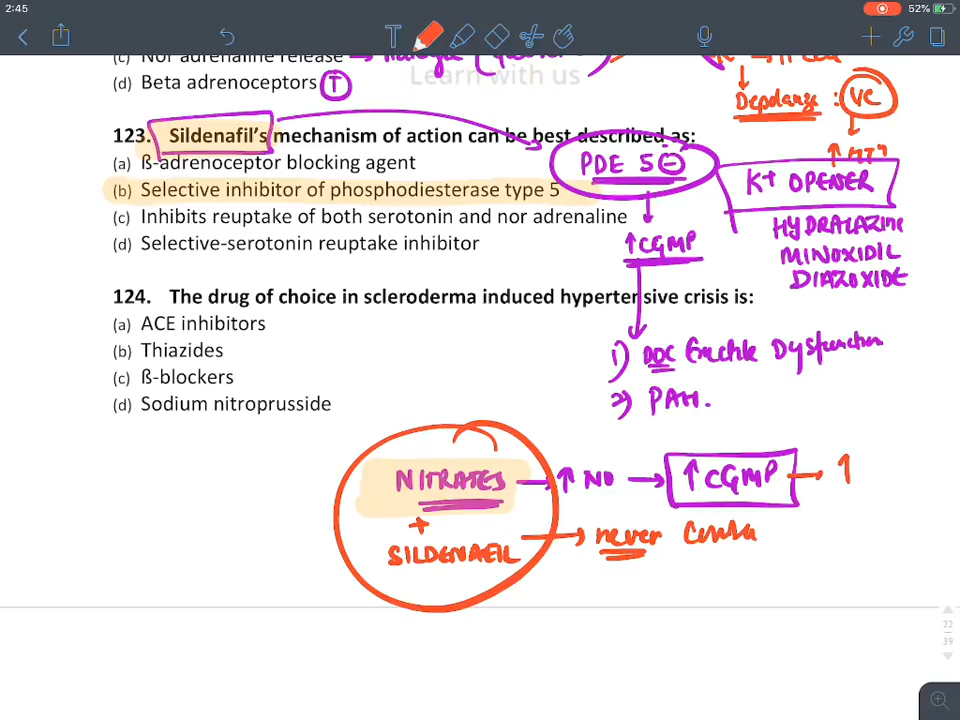 2:45
52%
(c) Nor adrenaline release
Learn with us
(d) Beta adrenoceptors T
Depolarize : VC
123. Sildenafil's mechanism of action can be best described as:
(a) ß-adrenoceptor blocking agent
(b) Selective inhibitor of phosphodiesterase type 5
(c) Inhibits reuptake of both serotonin and nor adrenaline
(d) Selective-serotonin reuptake inhibitor
PDE 5 ⊖
↑CGMP
K+ OPENER
HYDRALAZINE
MINOXIDIL
DIAZOXIDE
124. The drug of choice in scleroderma induced hypertensive crisis is:
(a) ACE inhibitors
(b) Thiazides
(c) ß-blockers
(d) Sodium nitroprusside
1) DOC Erectile Dysfunction
2) PAH.
NITRATES → ↑ NO → ↑ CGMP → ↑
+
SILDENAFIL → never
22
39